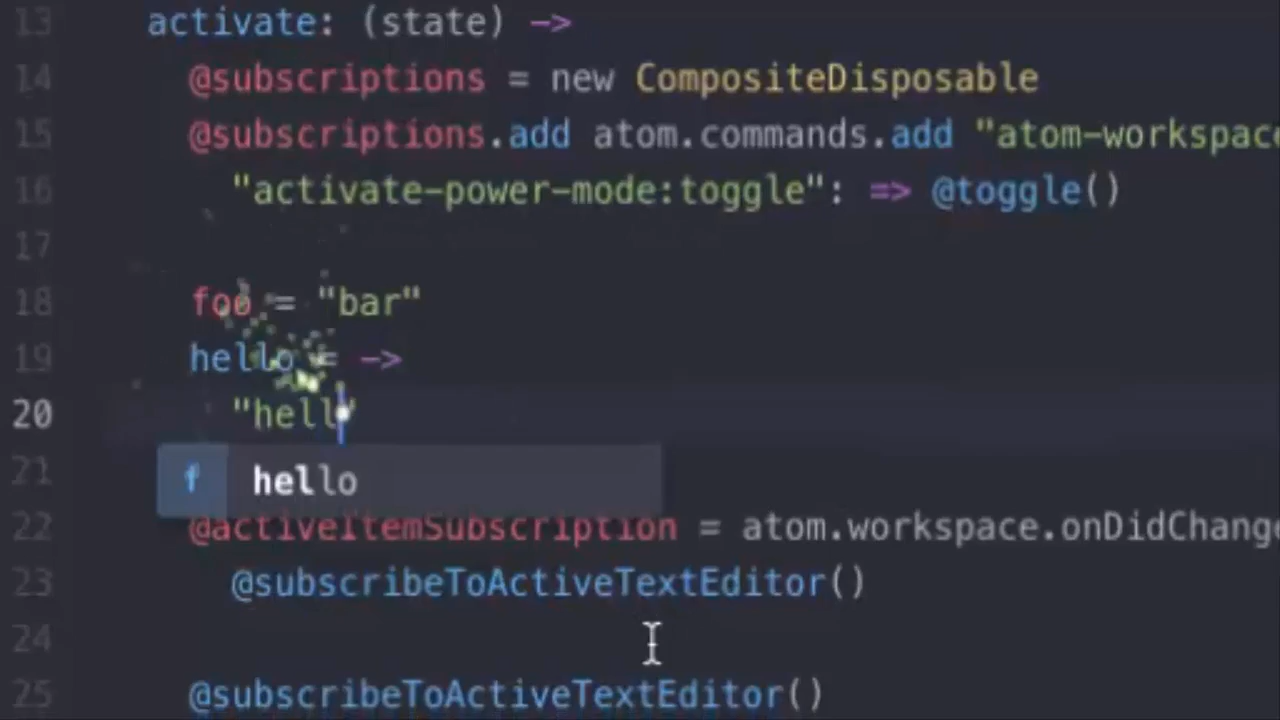 13 activate: (state) ->
14 @subscriptions = new CompositeDisposable
15 @subscriptions.add atom.commands.add "atom-workspace
16 "activate-power-mode:toggle": => @toggle()
17
18 foo = "bar"
19 hello = ->
20 "hell"
f hello
21
22 @activeItemSubscription = atom.workspace.onDidChange
23 @subscribeToActiveTextEditor()
24
25 @subscribeToActiveTextEditor()